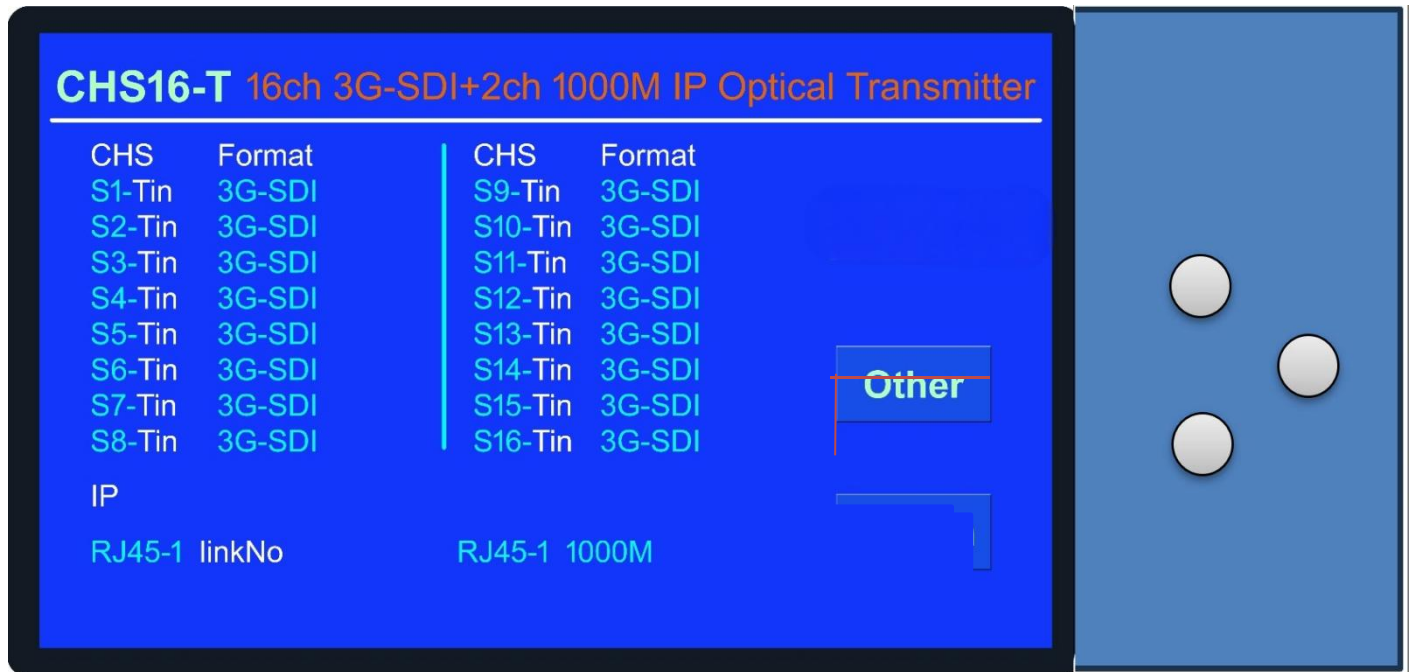 CHS16-T 16ch 3G-SDI+2ch 1000M IP Optical Transmitter
CHS Format
S1-Tin 3G-SDI
S2-Tin 3G-SDI
S3-Tin 3G-SDI
S4-Tin 3G-SDI
S5-Tin 3G-SDI
S6-Tin 3G-SDI
S7-Tin 3G-SDI
S8-Tin 3G-SDI
CHS Format
S9-Tin 3G-SDI
S10-Tin 3G-SDI
S11-Tin 3G-SDI
S12-Tin 3G-SDI
S13-Tin 3G-SDI
S14-Tin 3G-SDI
S15-Tin 3G-SDI
S16-Tin 3G-SDI
Other
IP
RJ45-1 linkNo
RJ45-1 1000M